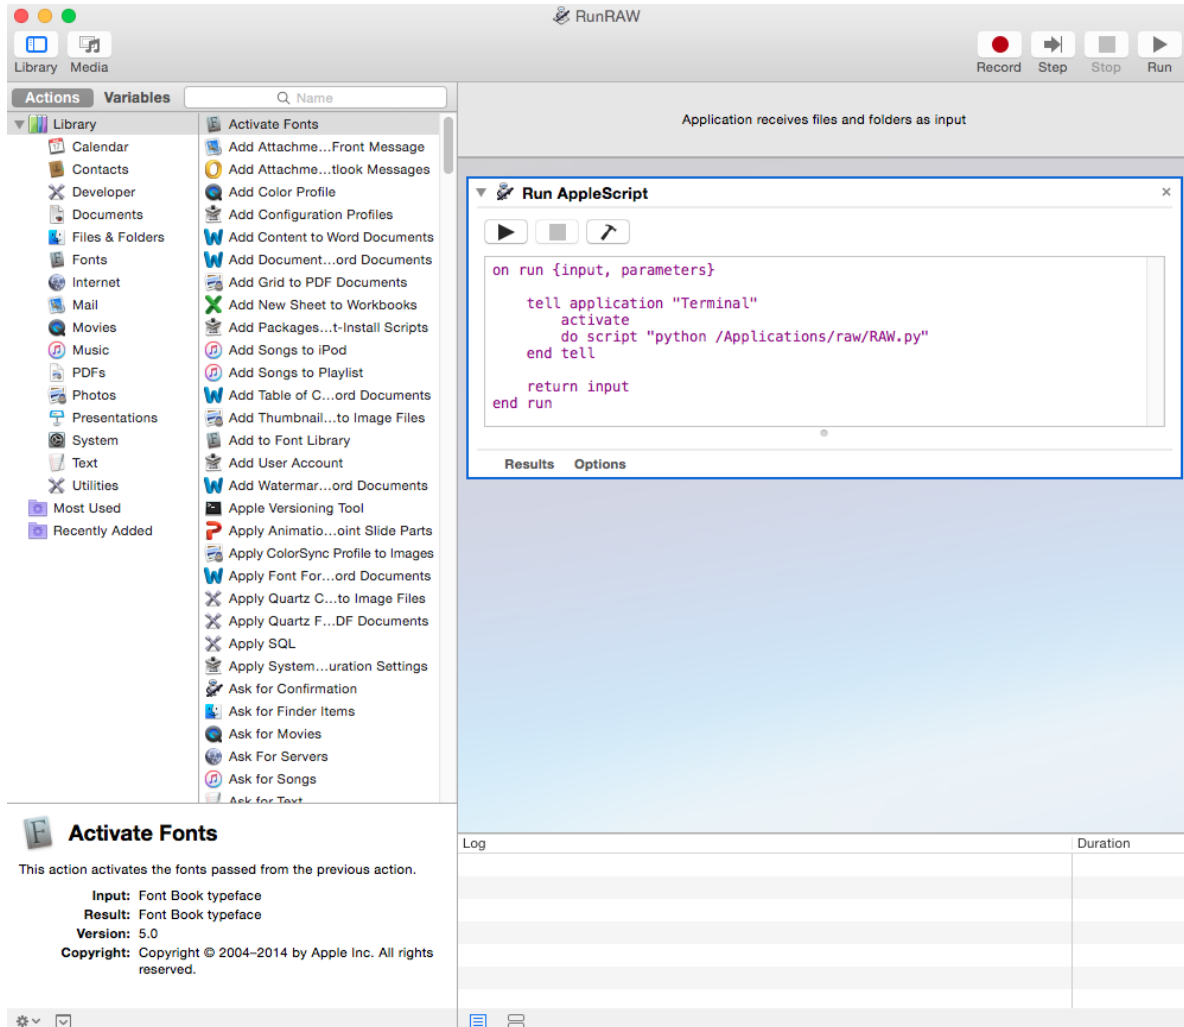 RunRAW
Library Media
Record Step Stop Run
Actions Variables Name
Library
Calendar
Contacts
Developer
Documents
Files & Folders
Fonts
Internet
Mail
Movies
Music
PDFs
Photos
Presentations
System
Text
Utilities
Most Used
Recently Added
Activate Fonts
Add Attachme...Front Message
Add Attachme...tlook Messages
Add Color Profile
Add Configuration Profiles
Add Content to Word Documents
Add Document...ord Documents
Add Grid to PDF Documents
Add New Sheet to Workbooks
Add Packages...t-Install Scripts
Add Songs to iPod
Add Songs to Playlist
Add Table of C...ord Documents
Add Thumbnail...to Image Files
Add to Font Library
Add User Account
Add Watermar...ord Documents
Apple Versioning Tool
Apply Animatio...oint Slide Parts
Apply ColorSync Profile to Images
Apply Font For...ord Documents
Apply Quartz C...to Image Files
Apply Quartz F...DF Documents
Apply SQL
Apply System...uration Settings
Ask for Confirmation
Ask for Finder Items
Ask for Movies
Ask For Servers
Ask for Songs
Ask for Text
Activate Fonts
This action activates the fonts passed from the previous action.
Input: Font Book typeface
Result: Font Book typeface
Version: 5.0
Copyright: Copyright © 2004–2014 by Apple Inc. All rights
reserved.
Application receives files and folders as input
Run AppleScript
on run {input, parameters}
tell application "Terminal"
activate
do script "python /Applications/raw/RAW.py"
end tell
return input
end run
Results Options
Log Duration